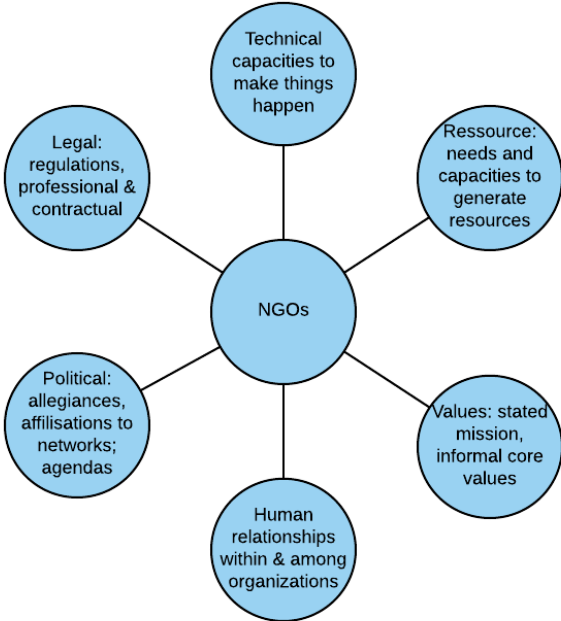 Technical
capacities to
make things
happen
Legal:
regulations,
professional &
contractual
Ressource:
needs and
capacities to
generate
resources
NGOs
Political:
allegiances,
affilisations to
networks;
agendas
Values: stated
mission,
informal core
values
Human
relationships
within & among
organizations